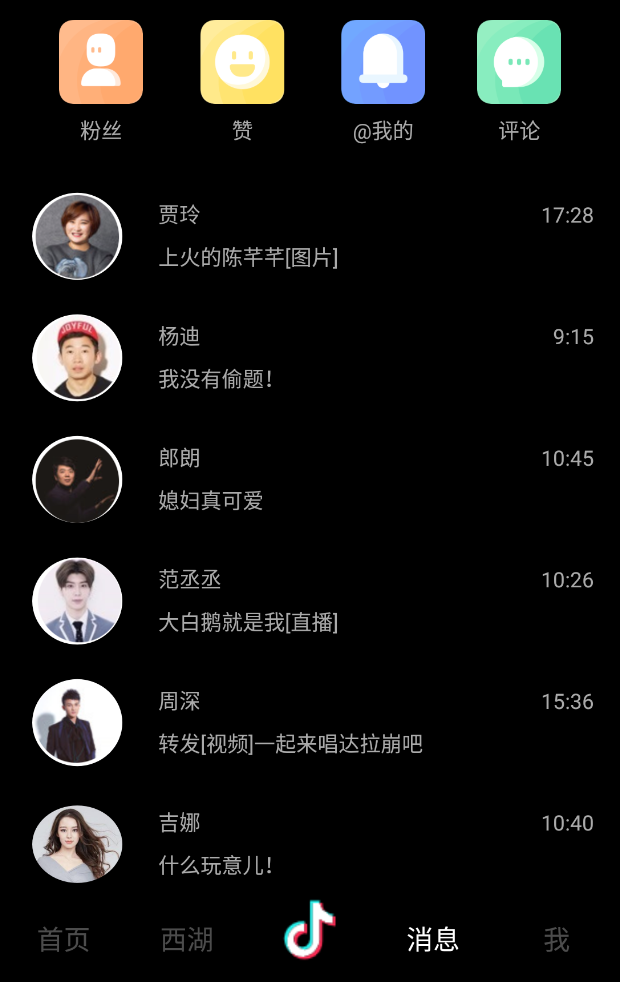 粉丝
赞
@我的
评论
贾玲 17:28
上火的陈芊芊[图片]
JOYFUL
杨迪 9:15
我没有偷题!
郎朗 10:45
媳妇真可爱
范丞丞 10:26
大白鹅就是我[直播]
周深 15:36
转发[视频]一起来唱达拉崩吧
吉娜 10:40
什么玩意儿!
首页
西湖
消息
我